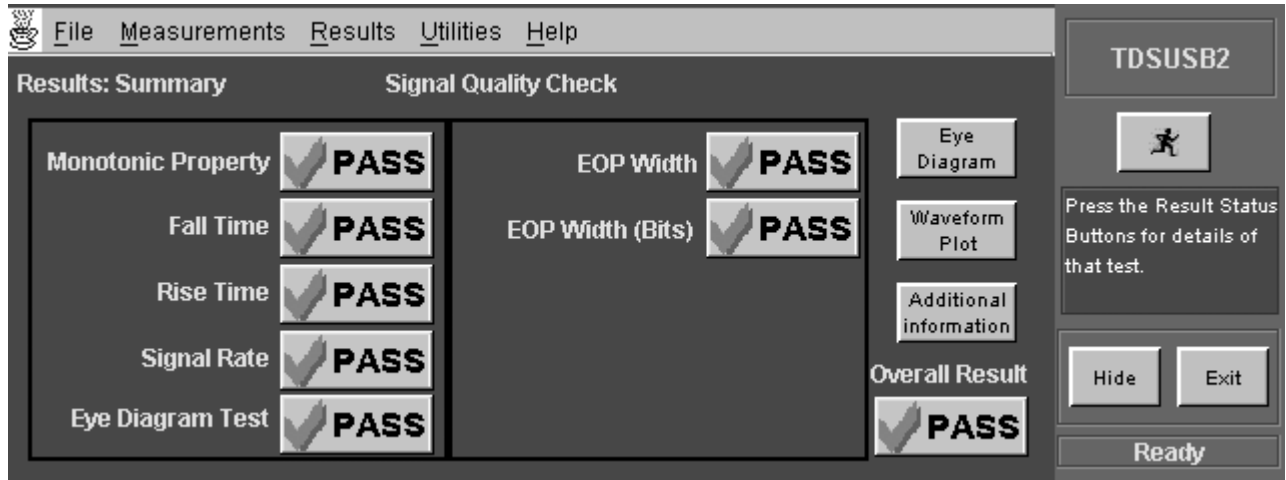 File Measurements Results Utilities Help
Results: Summary
Signal Quality Check
Monotonic Property PASS
Fall Time PASS
Rise Time PASS
Signal Rate PASS
Eye Diagram Test PASS
EOP Width PASS
EOP Width (Bits) PASS
Eye
Diagram
Waveform
Plot
Additional
information
Overall Result
PASS
TDSUSB2
Press the Result Status
Buttons for details of
that test.
Hide
Exit
Ready